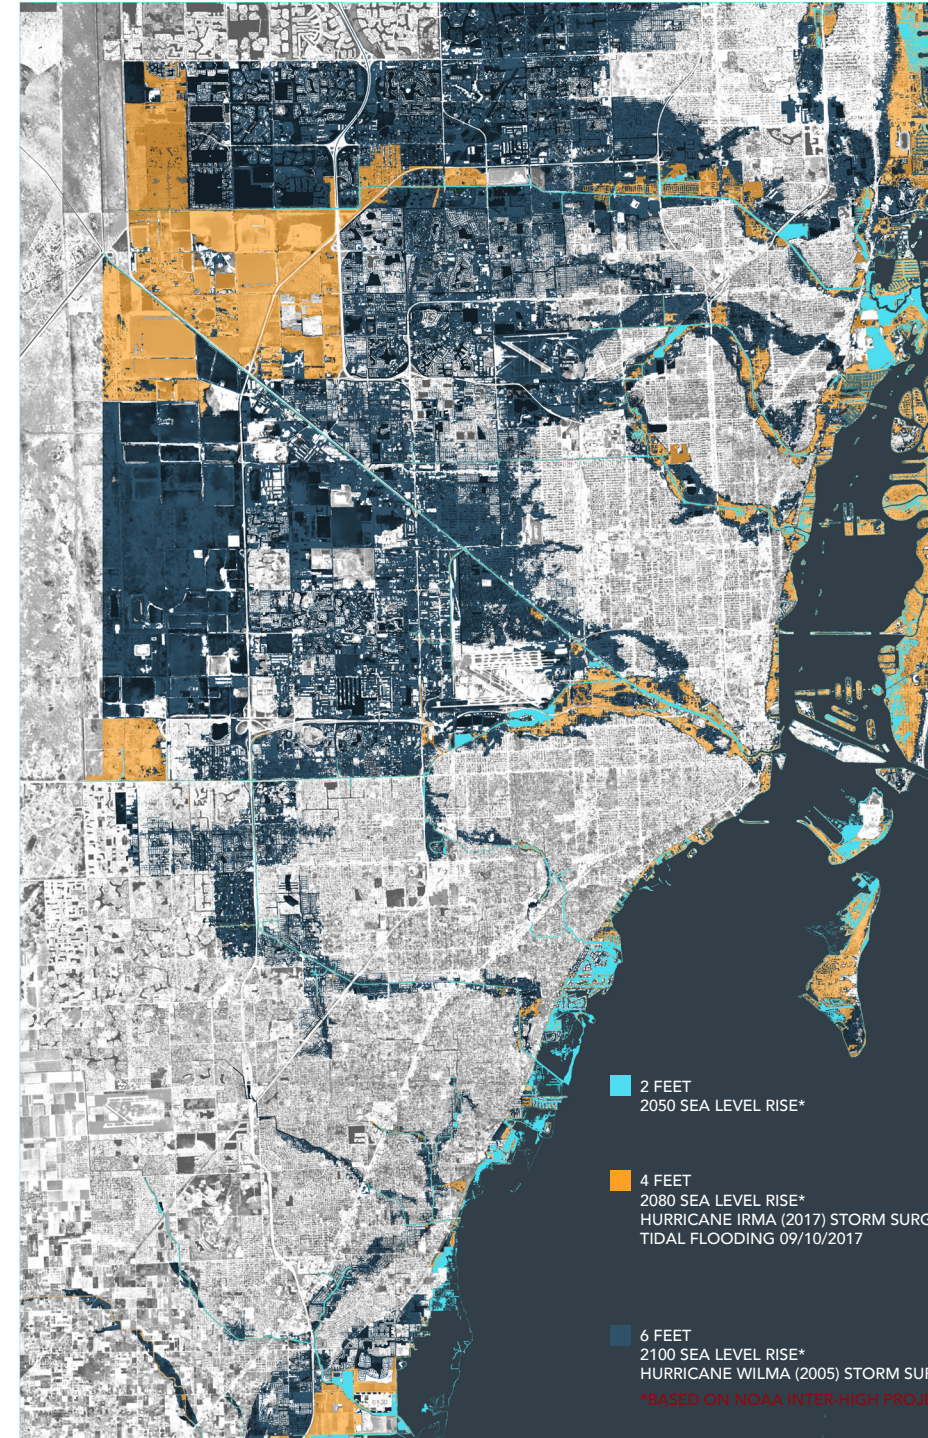 2 FEET
2050 SEA LEVEL RISE*
4 FEET
2080 SEA LEVEL RISE*
HURRICANE IRMA (2017) STORM SURG
TIDAL FLOODING 09/10/2017
6 FEET
2100 SEA LEVEL RISE*
HURRICANE WILMA (2005) STORM SUR
*BASED ON NOAA INTER-HIGH PROJE